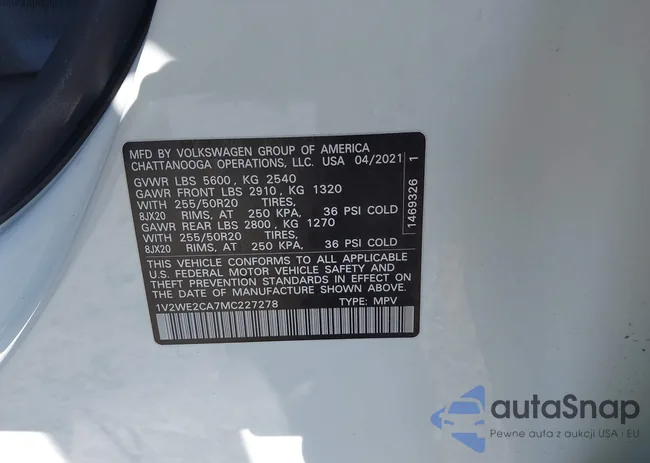 MFD BY VOLKSWAGEN GROUP OF AMERICA
CHATTANOOGA OPERATIONS, LLC. USA 04/2021
GVWR LBS 5600, KG 2540
GAWR FRONT LBS 2910, KG 1320
WITH 255/50R20 TIRES,
8JX20 RIMS, AT 250 KPA, 36 PSI COLD
GAWR REAR LBS 2800, KG 1270
WITH 255/50R20 TIRES,
8JX20 RIMS, AT 250 KPA, 36 PSI COLD
THIS VEHICLE CONFORMS TO ALL APPLICABLE
U.S. FEDERAL MOTOR VEHICLE SAFETY AND
THEFT PREVENTION STANDARDS IN EFFECT ON
THE DATE OF MANUFACTURE SHOWN ABOVE.
1V2WE2CA7MC227278 TYPE: MPV
1469326 1
autaSnap
Pewne auta z aukcji USA i EU